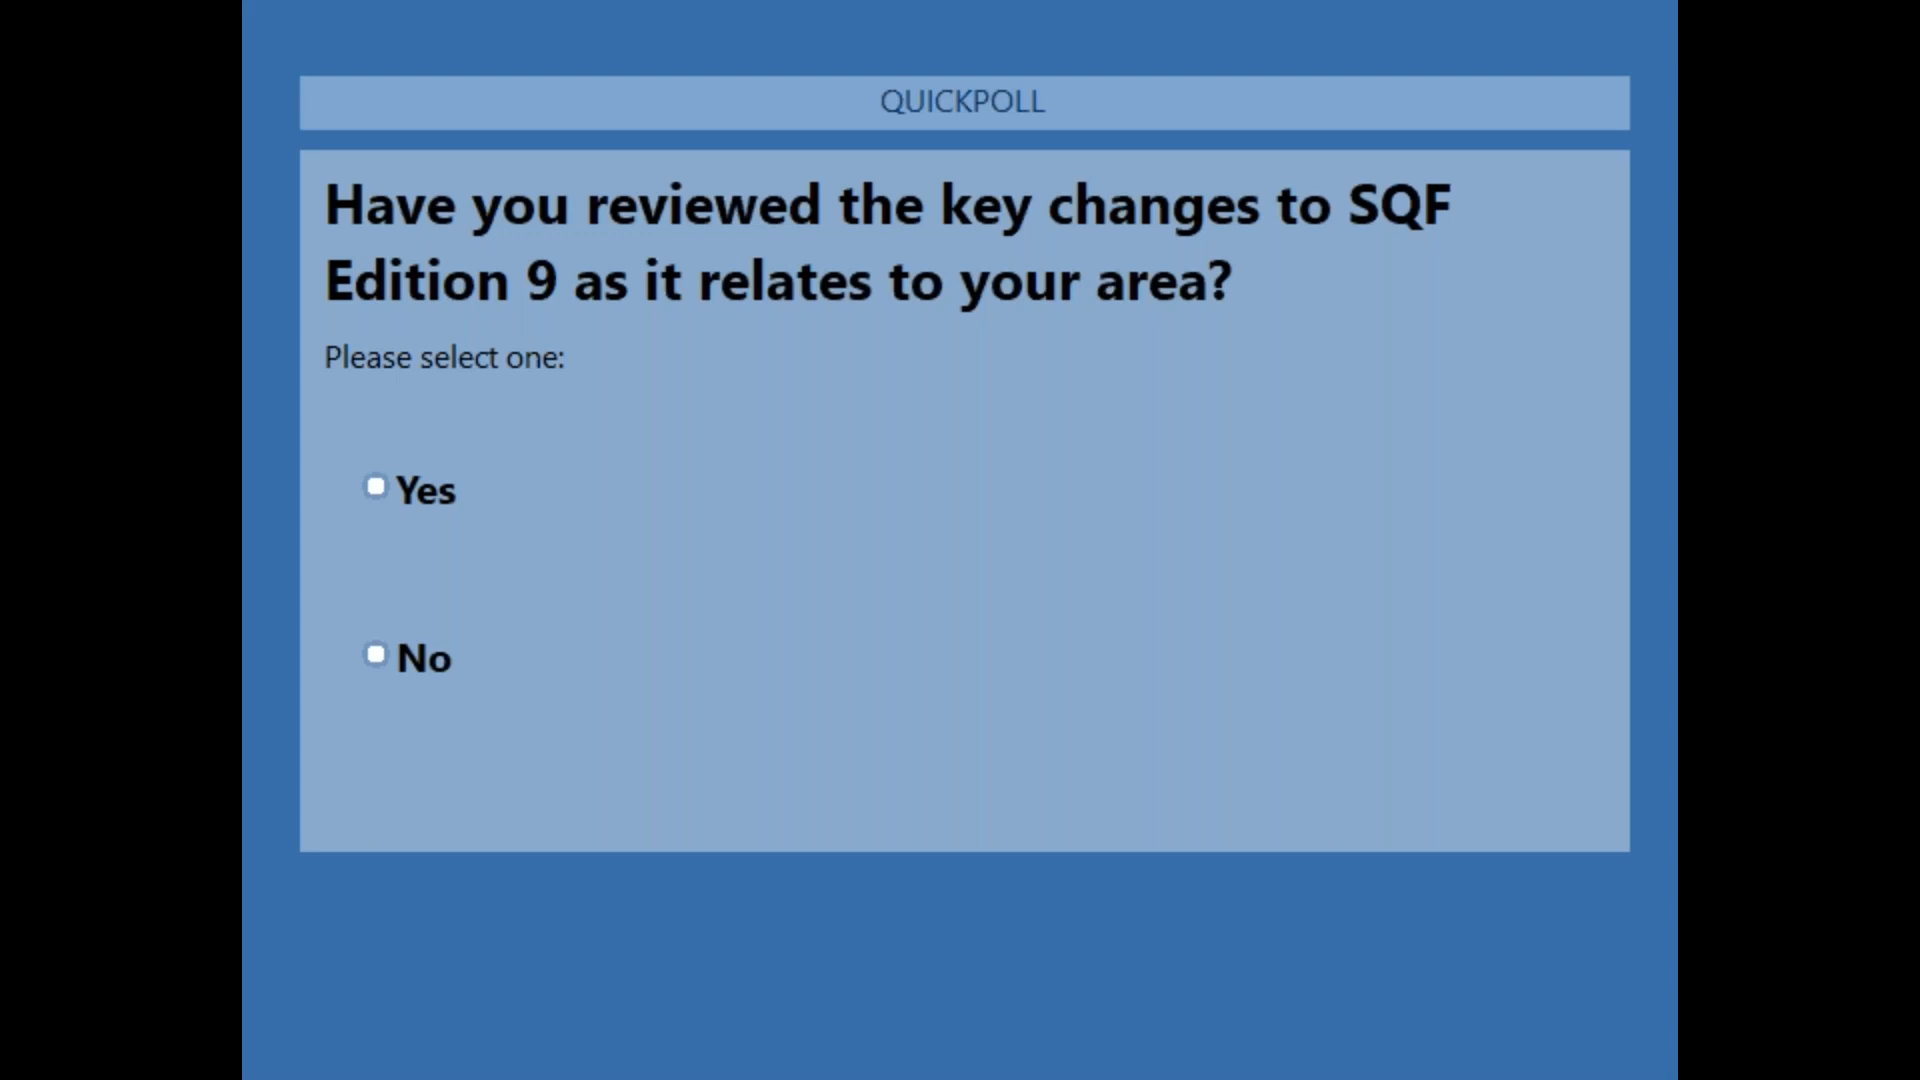 QUICKPOLL
Have you reviewed the key changes to SQF
Edition 9 as it relates to your area?
Please select one:
Yes
No